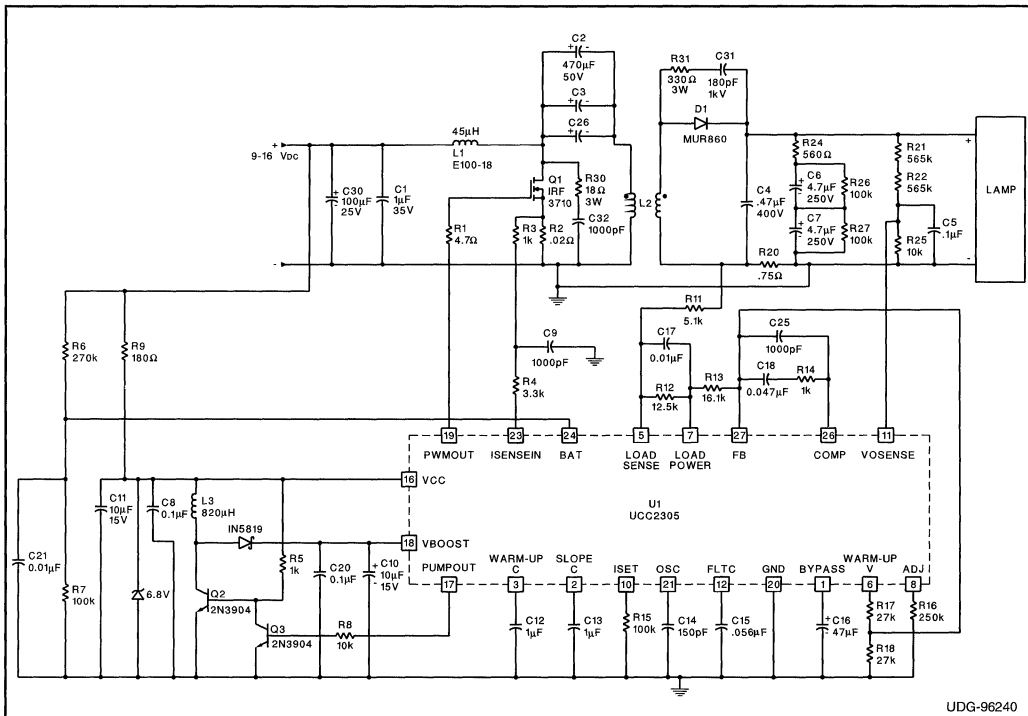 C2
470µF
50V
C3
C26
R31
330Ω
3W
C31
180pF
1kV
D1
MUR860
9-16 VDC
+
-
45µH
L1
E100-18
C30
100µF
25V
C1
1µF
35V
Q1
IRF
3710
R30
18Ω
3W
C32
1000pF
R1
4.7Ω
R3
1k
R2
.02Ω
L2
C4
.47µF
400V
R24
560Ω
C6
4.7µF
250V
C7
4.7µF
250V
R26
100k
R27
100k
R21
565k
R22
565k
R25
10k
C5
.1µF
+
-
LAMP
R20
.75Ω
R11
5.1k
C17
0.01µF
R12
12.5k
R13
16.1k
C25
1000pF
C18
0.047µF
R14
1k
C9
1000pF
R4
3.3k
R6
270k
R9
180Ω
19
23
24
5
7
27
26
11
PWMOUT
ISENSEIN
BAT
LOAD
SENSE
LOAD
POWER
FB
COMP
VOSENSE
16
VCC
U1
UCC2305
18
VBOOST
17
PUMPOUT
WARM-UP
C
SLOPE
C
ISET
OSC
FLTC
GND
BYPASS
WARM-UP
V
ADJ
3
2
10
21
12
20
1
6
8
C21
0.01µF
R7
100k
C11
10µF
15V
6.8V
C8
0.1µF
L3
820µH
IN5819
R5
1k
C20
0.1µF
C10
10µF
15V
Q2
2N3904
Q3
2N3904
R8
10k
C12
1µF
C13
1µF
R15
100k
C14
150pF
C15
.056µF
C16
47µF
R17
27k
R18
27k
R16
250k
UDG-96240